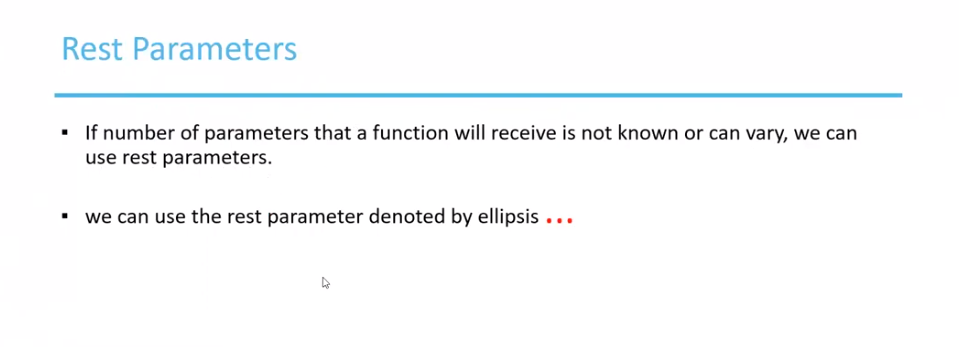 Rest Parameters
▪ If number of parameters that a function will receive is not known or can vary, we can
use rest parameters.
▪ we can use the rest parameter denoted by ellipsis ...